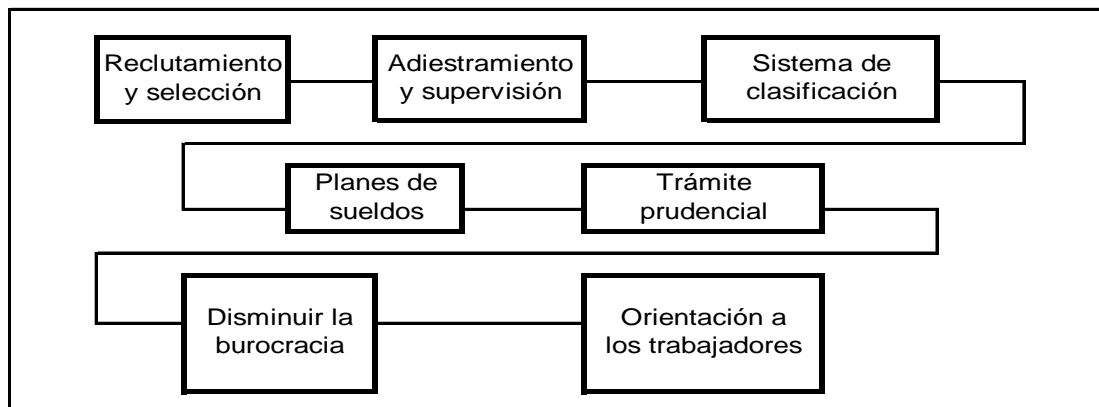 Reclutamiento
y selección
Adiestramiento
y supervisión
Sistema de
clasificación
Planes de
sueldos
Trámite
prudencial
Disminuir la
burocracia
Orientación a
los trabajadores